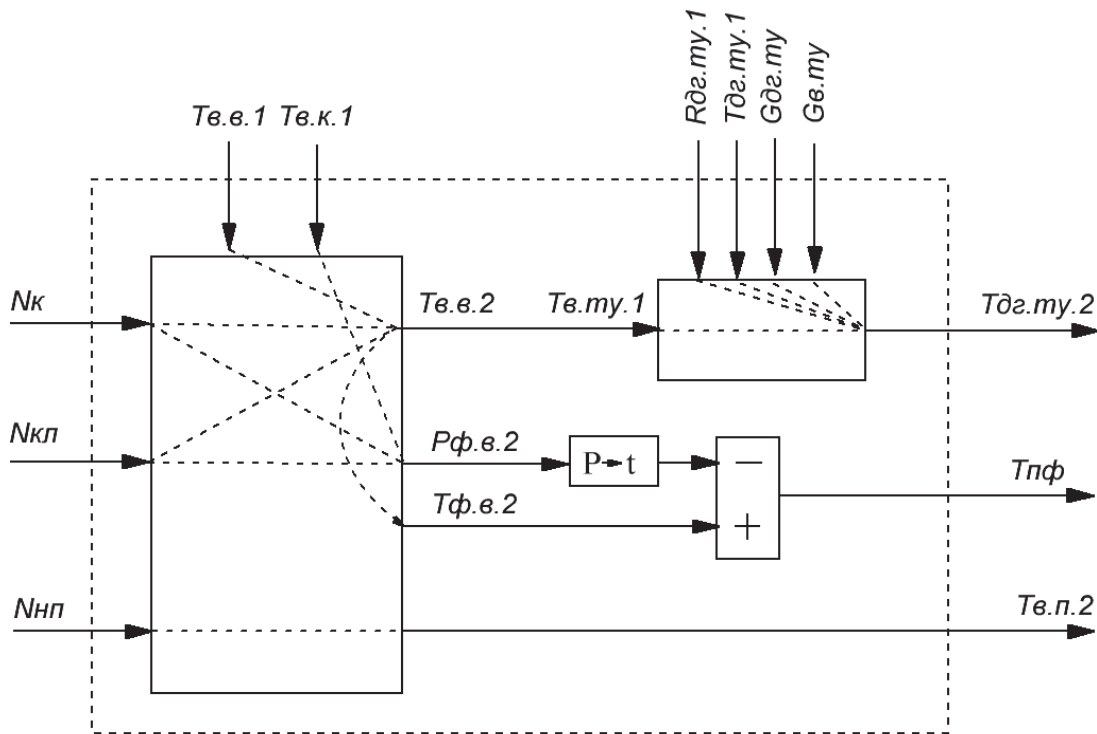 Rдг.ту.1
Tдг.ту.1
Gдг.ту
Gв.ту
Тв.в.1
Тв.к.1
Nк
Тв.в.2
Тв.ту.1
Тдг.ту.2
Nкл
Рф.в.2
P→t
−
Тпф
Тф.в.2
+
Nнп
Тв.п.2